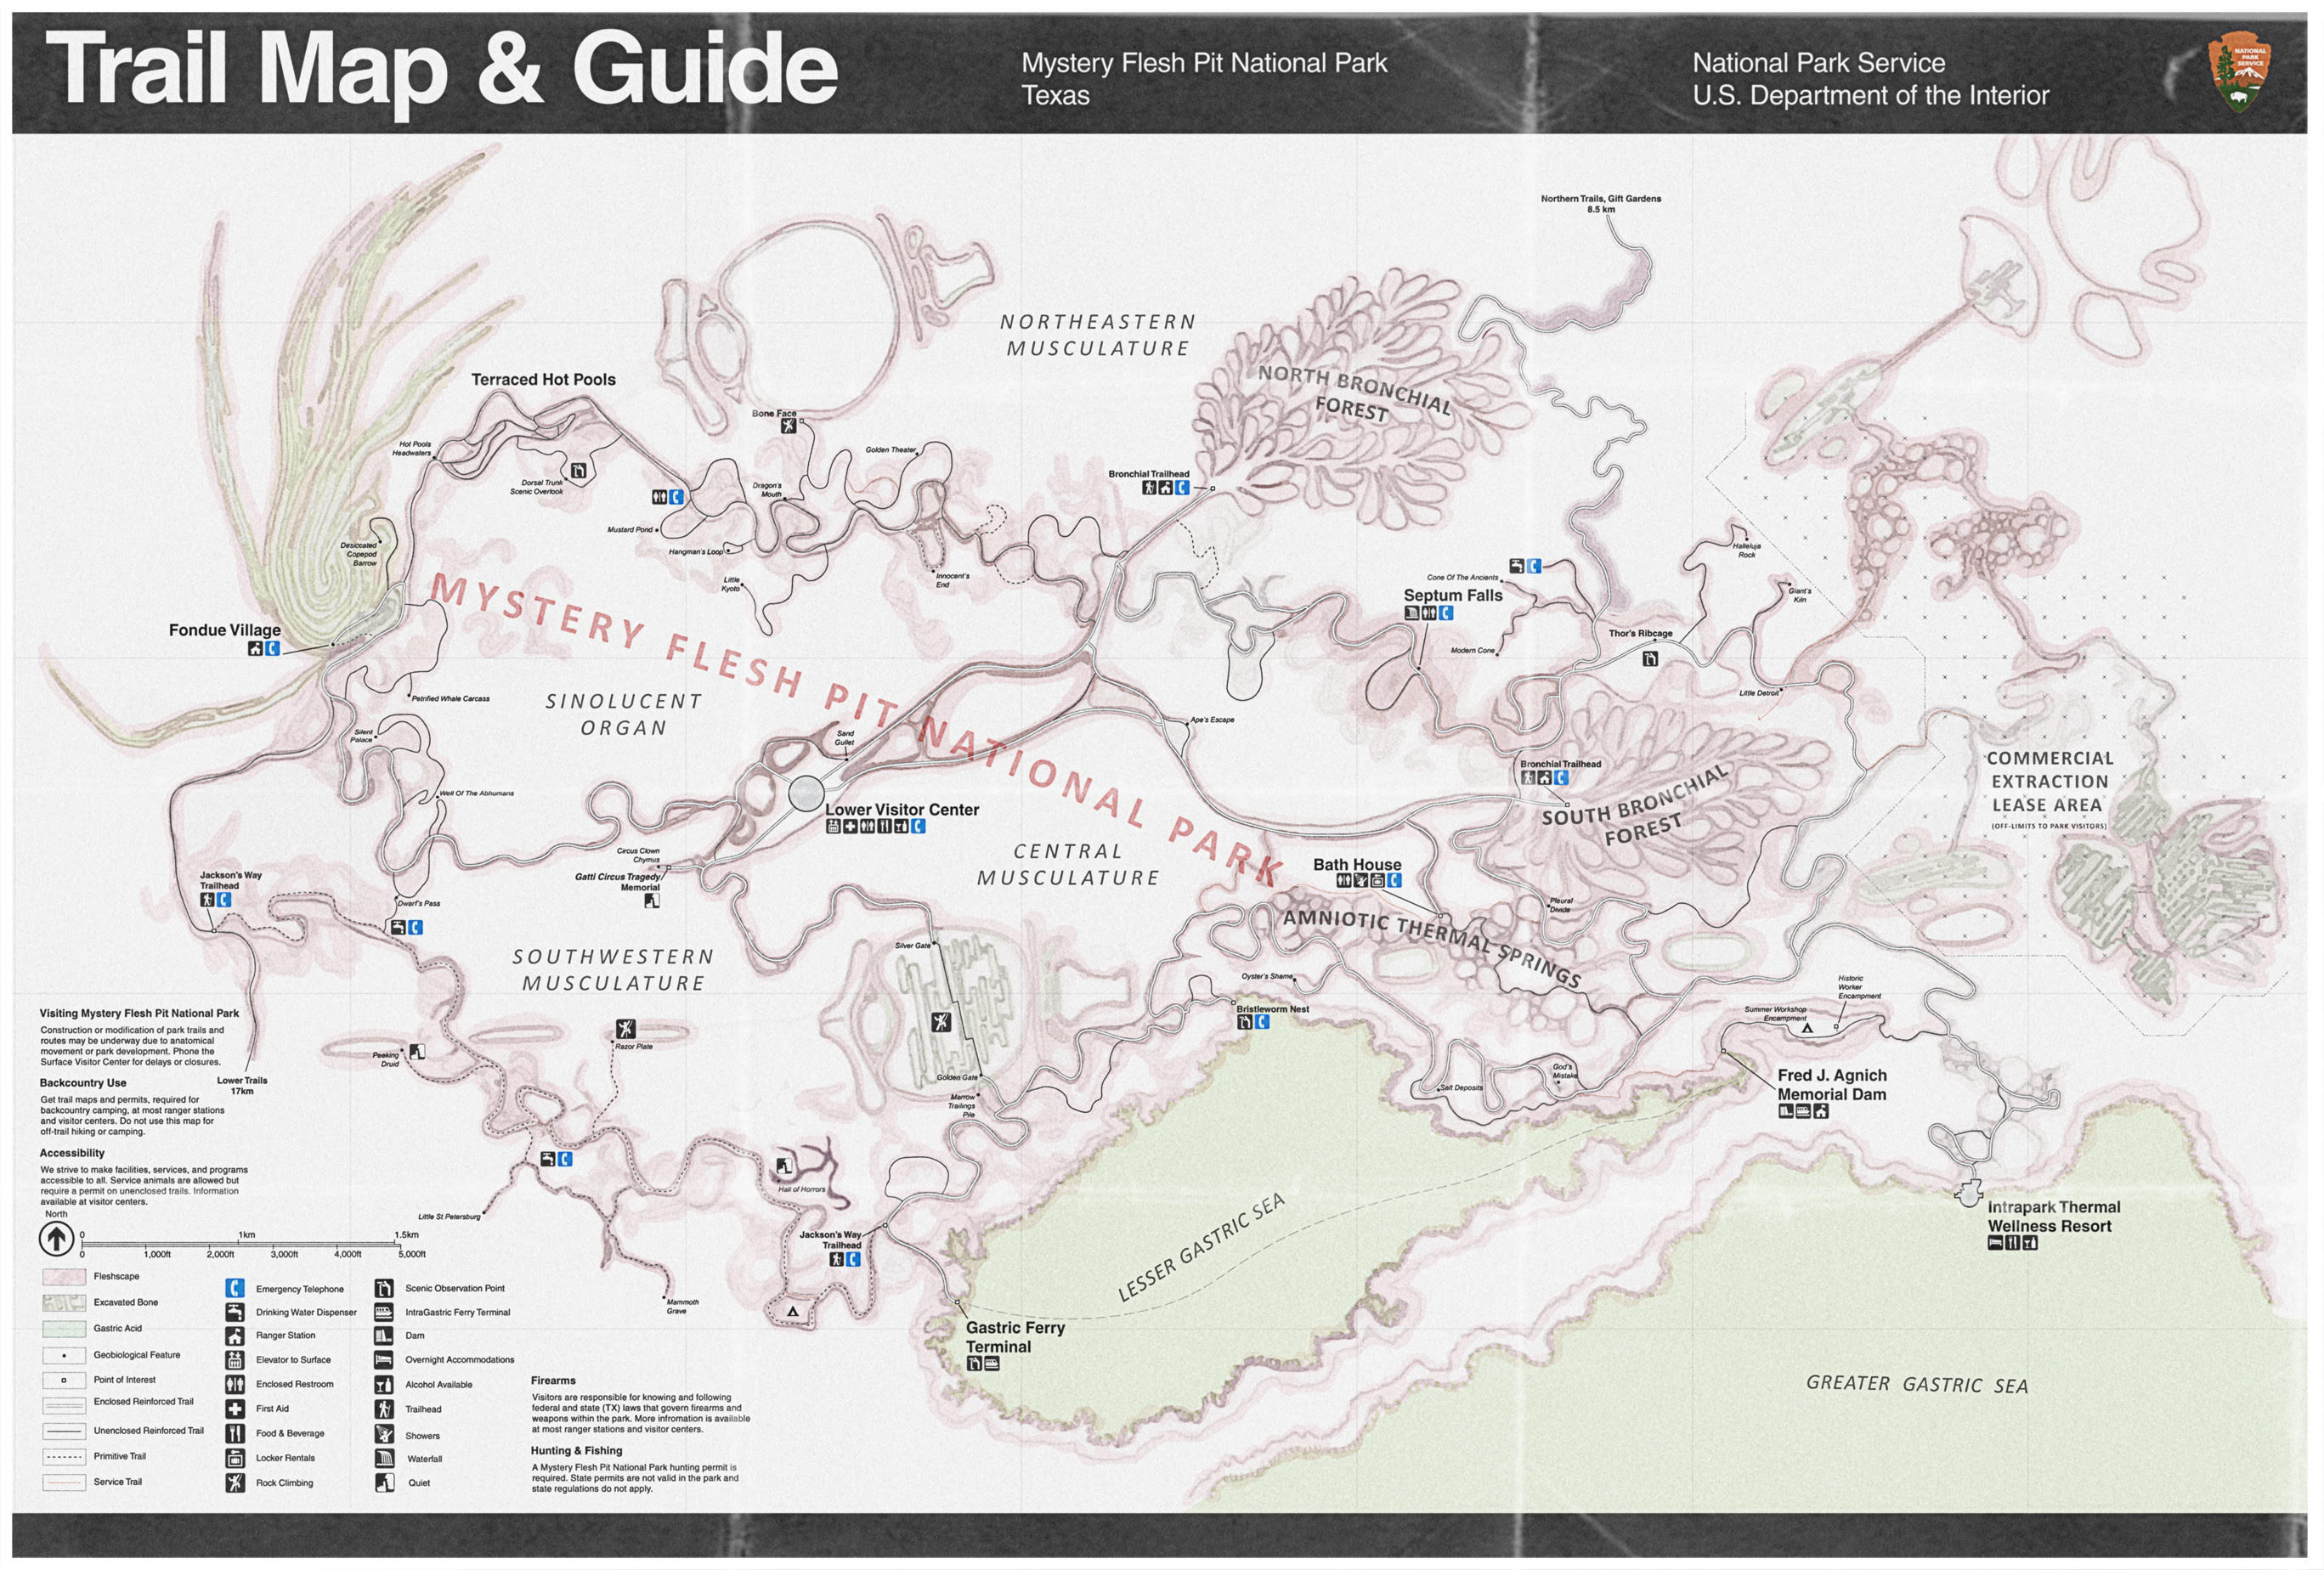 Trail Map & Guide
Mystery Flesh Pit National Park
Texas
National Park Service
U.S. Department of the Interior
NATIONAL
PARK
SERVICE
Northern Trails, Gift Gardens
8.5 km
NORTHEASTERN
MUSCULATURE
NORTH BRONCHIAL
FOREST
Terraced Hot Pools
Bone Face
Hot Pools
Headwaters
Golden Theater
Dorsal Trunk
Scenic Overlook
Dragon's
Mouth
Bronchial Trailhead
Mustard Pond
Hangman's Loop
Desiccated
Copepod
Barrow
Little
Kyoto
Innocent's
End
Halleluja
Rock
Cone Of The Ancients
Septum Falls
Giant's
Kiln
Fondue Village
MYSTERY FLESH PIT NATIONAL PARK
Thor's Ribcage
Modern Cone
Petrified Whale Carcass
SINOLUCENT
ORGAN
Little Detroit
Silent
Palace
Sand
Gullet
Ape's Escape
Bronchial Trailhead
COMMERCIAL
EXTRACTION
LEASE AREA
(OFF-LIMITS TO PARK VISITORS)
Well Of The Abhumans
Lower Visitor Center
SOUTH BRONCHIAL
FOREST
Circus Clown
Chymus
Gatti Circus Tragedy
Memorial
CENTRAL
MUSCULATURE
Bath House
Jackson's Way
Trailhead
Dwarf's Pass
Pleural
Divide
AMNIOTIC THERMAL SPRINGS
Silver Gate
SOUTHWESTERN
MUSCULATURE
Oyster's Shame
Historic
Worker
Encampment
Bristleworm Nest
Summer Workshop
Encampment
Visiting Mystery Flesh Pit National Park
Construction or modification of park trails and
routes may be underway due to anatomical
movement or park development. Phone the
Surface Visitor Center for delays or closures.
Peeking
Druid
Razor Plate
Golden Gate
Marrow
Trailings
Pile
Salt Deposits
God's
Mistake
Fred J. Agnich
Memorial Dam
Lower Trails
17km
Backcountry Use
Get trail maps and permits, required for
backcountry camping, at most ranger stations
and visitor centers. Do not use this map for
off-trail hiking or camping.
Accessibility
We strive to make facilities, services, and programs
accessible to all. Service animals are allowed but
require a permit on unenclosed trails. Information
available at visitor centers.
Hall of Horrors
Little St Petersburg
LESSER GASTRIC SEA
Intrapark Thermal
Wellness Resort
Jackson's Way
Trailhead
North
0 1km 1.5km
0 1,000ft 2,000ft 3,000ft 4,000ft 5,000ft
Mammoth
Grave
Gastric Ferry
Terminal
GREATER GASTRIC SEA
Fleshscape
Excavated Bone
Gastric Acid
Geobiological Feature
Point of Interest
Enclosed Reinforced Trail
Unenclosed Reinforced Trail
Primitive Trail
Service Trail
Emergency Telephone
Drinking Water Dispenser
Ranger Station
Elevator to Surface
Enclosed Restroom
First Aid
Food & Beverage
Locker Rentals
Rock Climbing
Scenic Observation Point
IntraGastric Ferry Terminal
Dam
Overnight Accommodations
Alcohol Available
Trailhead
Showers
Waterfall
Quiet
Firearms
Visitors are responsible for knowing and following
federal and state (TX) laws that govern firearms and
weapons within the park. More infromation is available
at most ranger stations and visitor centers.
Hunting & Fishing
A Mystery Flesh Pit National Park hunting permit is
required. State permits are not valid in the park and
state regulations do not apply.